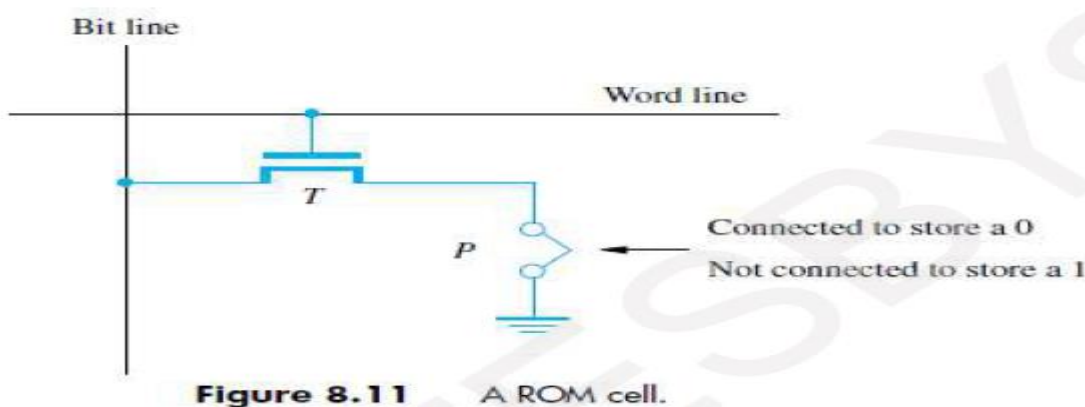 Bit line
Word line
T
P
Connected to store a 0
Not connected to store a 1
Figure 8.11 A ROM cell.